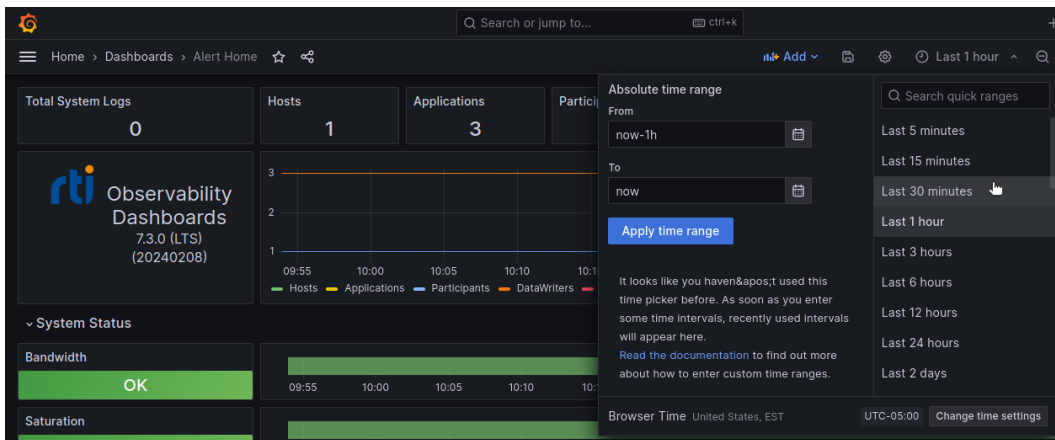 Search or jump to... ctrl+k
Home › Dashboards › Alert Home
Add
Last 1 hour
Total System Logs
0
Hosts
1
Applications
3
rti
Observability
Dashboards
7.3.0 (LTS)
(20240208)
3
2
1
09:55 10:00 10:05 10:10
Hosts Applications Participants DataWriters
System Status
Bandwidth
OK
09:55 10:00 10:05 10:10
Saturation
Absolute time range
From
now-1h
To
now
Apply time range
It looks like you haven&apos;t used this
time picker before. As soon as you enter
some time intervals, recently used intervals
will appear here.
Read the documentation to find out more
about how to enter custom time ranges.
Search quick ranges
Last 5 minutes
Last 15 minutes
Last 30 minutes
Last 1 hour
Last 3 hours
Last 6 hours
Last 12 hours
Last 24 hours
Last 2 days
Browser Time United States, EST
UTC-05:00 Change time settings